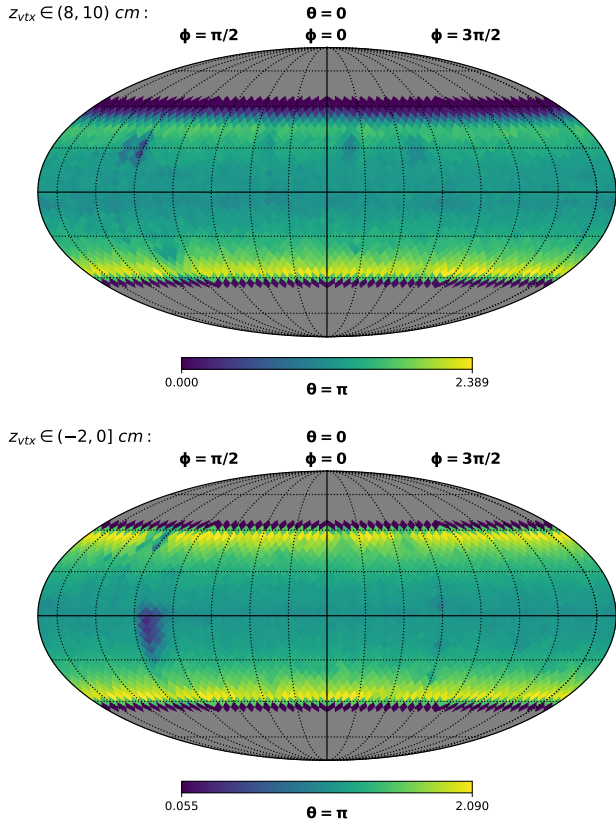 z_vtx ∈ (8, 10) cm :
θ = 0
ϕ = π/2 ϕ = 0 ϕ = 3π/2
0.000 2.389
θ = π
z_vtx ∈ (−2, 0] cm :
θ = 0
ϕ = π/2 ϕ = 0 ϕ = 3π/2
0.055 2.090
θ = π